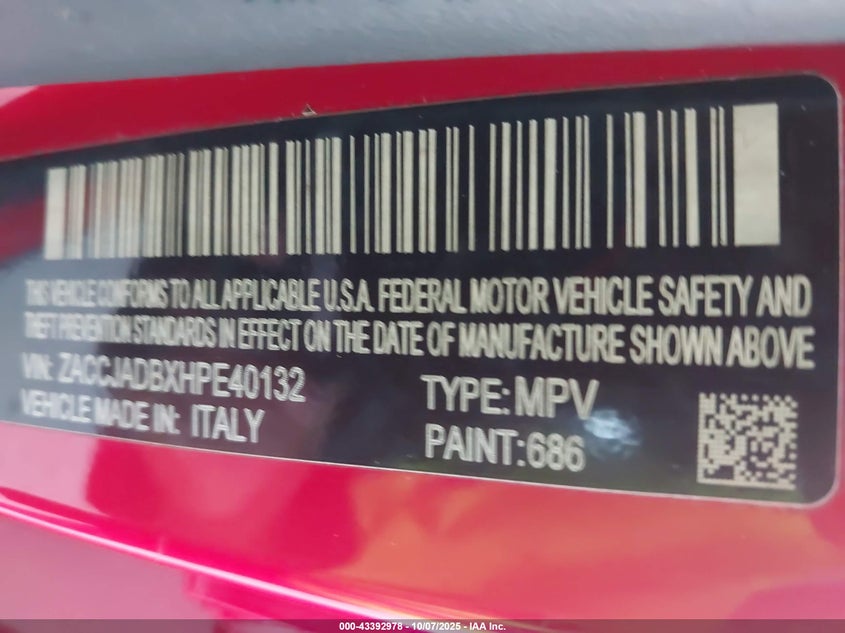 THIS VEHICLE CONFORMS TO ALL APPLICABLE U.S.A. FEDERAL MOTOR VEHICLE SAFETY AND
THEFT PREVENTION STANDARDS IN EFFECT ON THE DATE OF MANUFACTURE SHOWN ABOVE
VIN: ZACCJADBXHPE40132
TYPE: MPV
VEHICLE MADE IN: ITALY
PAINT: 686
000-43392978 - 10/07/2025 - IAA Inc.